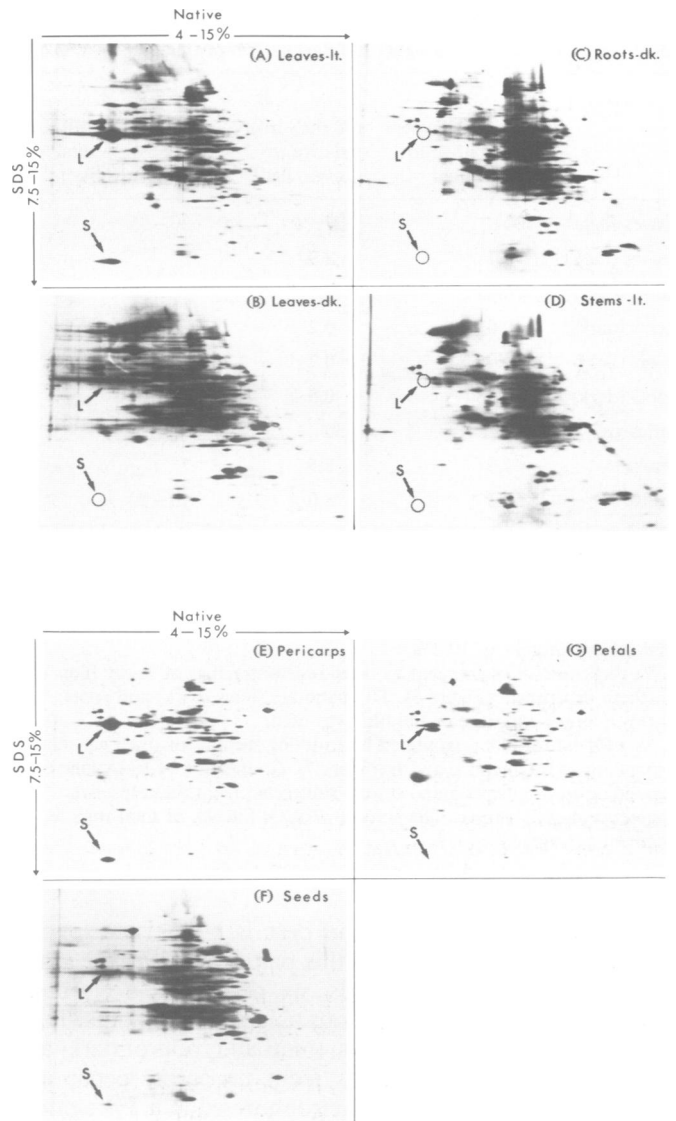 Native
4 –15%
SDS
7.5–15%
(A) Leaves-lt.
L
S
(C) Roots-dk.
L
S
(B) Leaves-dk.
L
S
(D) Stems -lt.
L
S
Native
4 –15%
SDS
7.5–15%
(E) Pericarps
L
S
(G) Petals
L
S
(F) Seeds
L
S